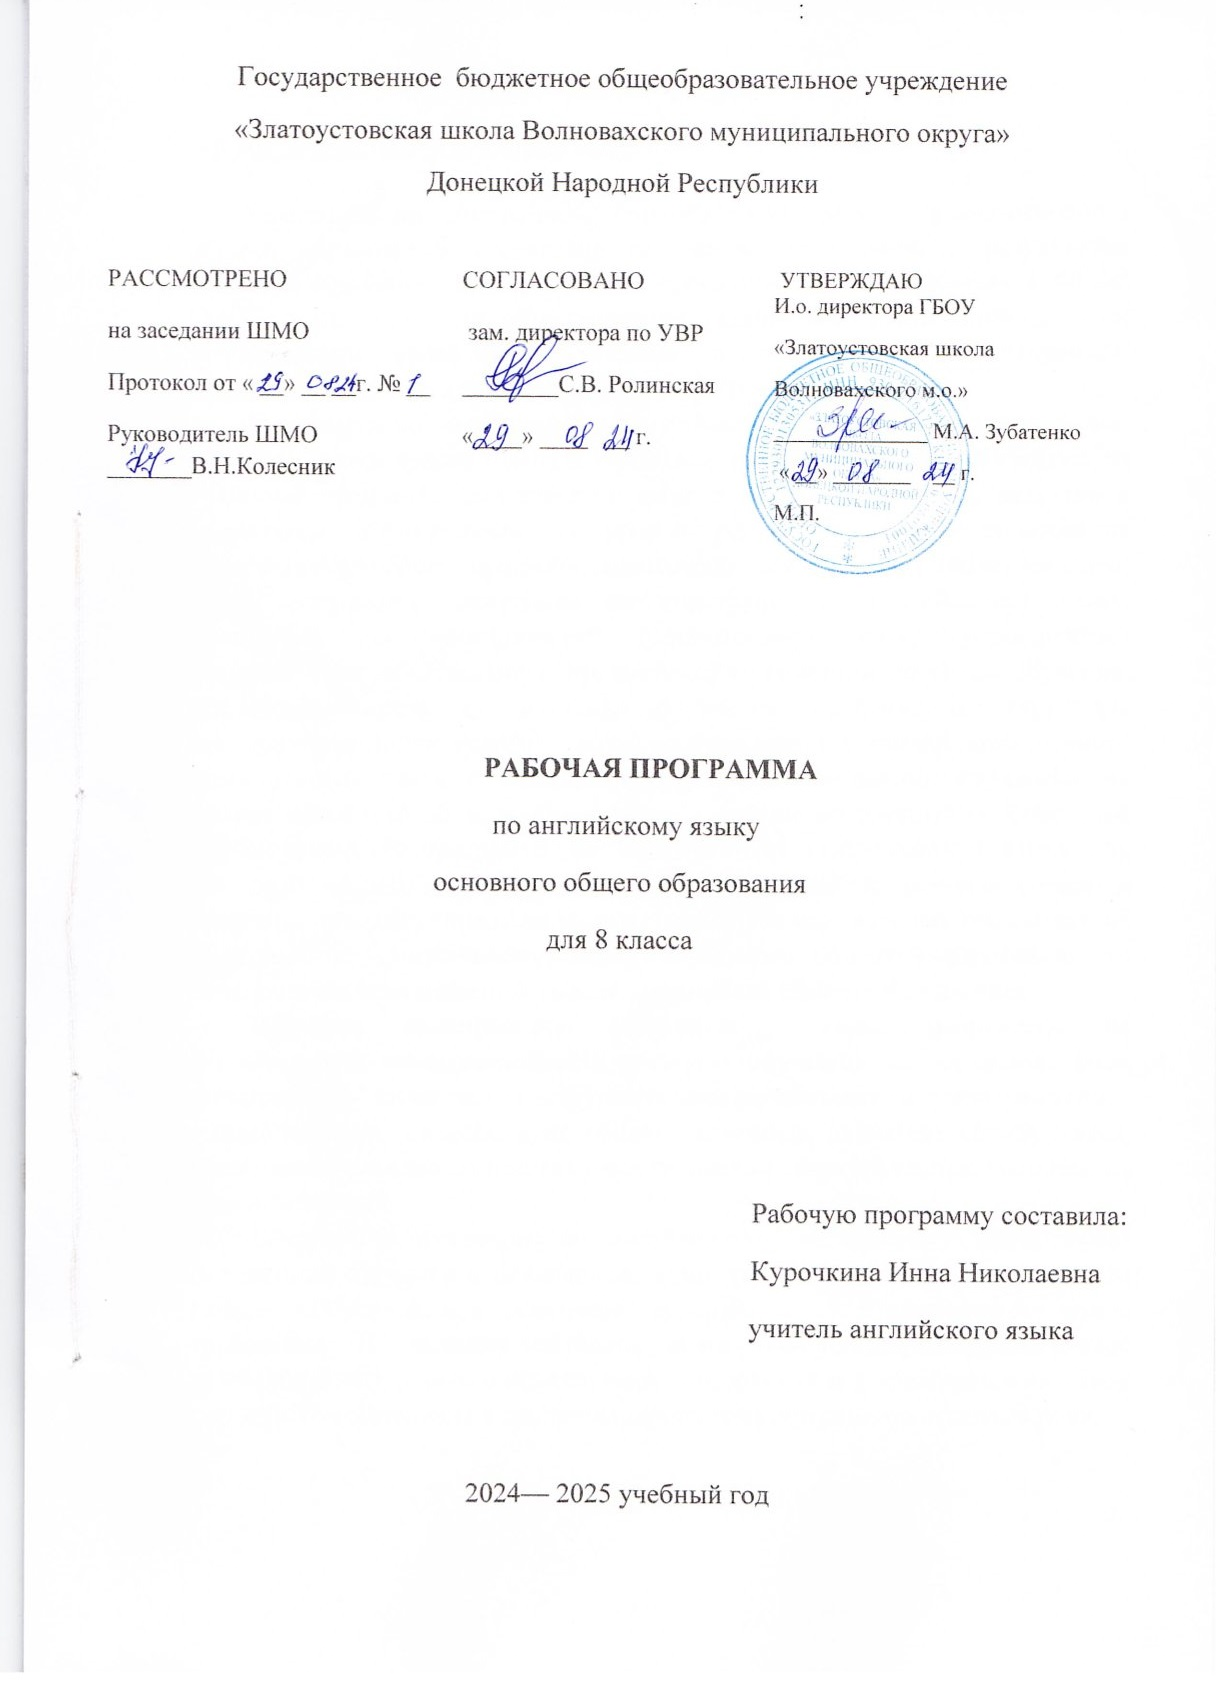 Государственное бюджетное общеобразовательное учреждение
«Златоустовская школа Волновахского муниципального округа»
Донецкой Народной Республики
РАССМОТРЕНО
на заседании ШМО
Протокол от «29» 08 24г. № 1
Руководитель ШМО
________В.Н.Колесник
СОГЛАСОВАНО
зам. директора по УВР
________С.В. Ролинская
«29» 08 24г.
УТВЕРЖДАЮ
И.о. директора ГБОУ
«Златоустовская школа
Волновахского м.о.»
____________ М.А. Зубатенко
«29» 08 24 г.
М.П.
РАБОЧАЯ ПРОГРАММА
по английскому языку
основного общего образования
для 8 класса
Рабочую программу составила:
Курочкина Инна Николаевна
учитель английского языка
2024— 2025 учебный год